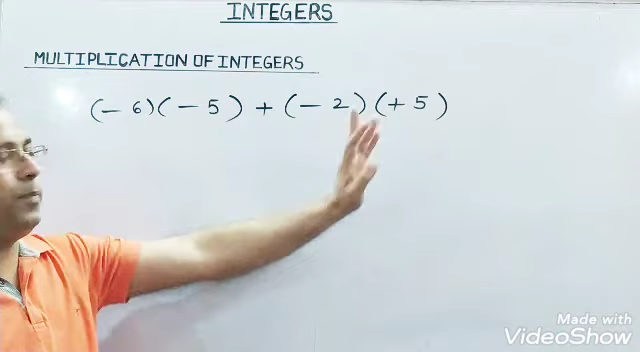 INTEGERS
MULTIPLICATION OF INTEGERS
(- 6)(- 5) + (- 2)(+ 5)
Made with
VideoShow